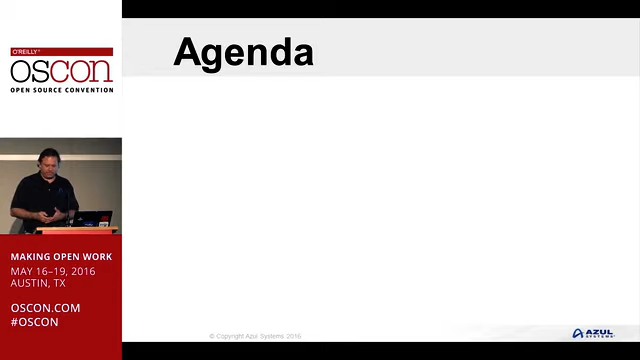 O'REILLY
OSCON
OPEN SOURCE CONVENTION
MAKING OPEN WORK
MAY 16–19, 2016
AUSTIN, TX
OSCON.COM
#OSCON
Agenda
© Copyright Azul Systems 2016
AZUL
SYSTEMS